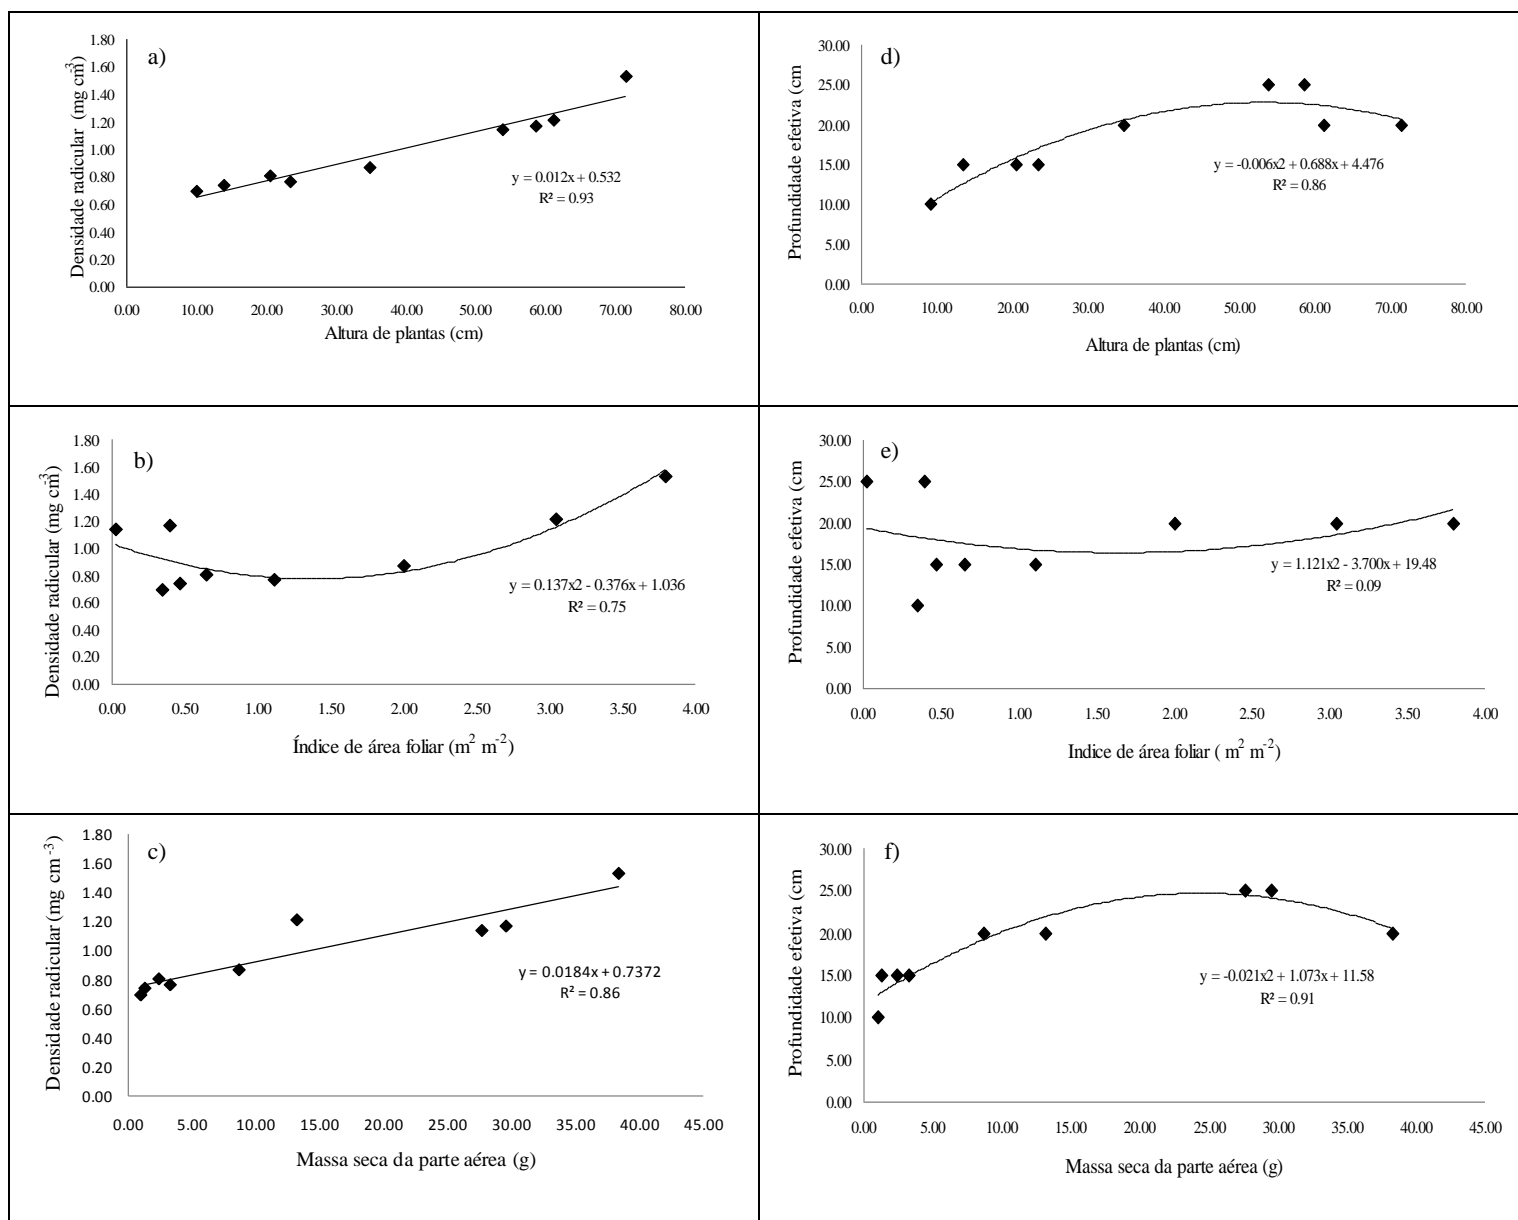 a)
Densidade radicular (mg cm-3)
1.80
1.60
1.40
1.20
1.00
0.80
0.60
0.40
0.20
0.00
y = 0.012x + 0.532
R² = 0.93
0.00 10.00 20.00 30.00 40.00 50.00 60.00 70.00 80.00
Altura de plantas (cm)
d)
Profundidade efetiva (cm
30.00
25.00
20.00
15.00
10.00
5.00
0.00
y = -0.006x2 + 0.688x + 4.476
R² = 0.86
0.00 10.00 20.00 30.00 40.00 50.00 60.00 70.00 80.00
Altura de plantas (cm)
b)
Densidade radicular (mg cm-3)
1.80
1.60
1.40
1.20
1.00
0.80
0.60
0.40
0.20
0.00
y = 0.137x2 - 0.376x + 1.036
R² = 0.75
0.00 0.50 1.00 1.50 2.00 2.50 3.00 3.50 4.00
Índice de área foliar (m² m-2)
e)
Profundidade efetiva (cm
30.00
25.00
20.00
15.00
10.00
5.00
0.00
y = 1.121x2 - 3.700x + 19.48
R² = 0.09
0.00 0.50 1.00 1.50 2.00 2.50 3.00 3.50 4.00
Indice de área foliar ( m² m-2)
c)
Densidade radicular (mg cm-3)
1.80
1.60
1.40
1.20
1.00
0.80
0.60
0.40
0.20
0.00
y = 0.0184x + 0.7372
R² = 0.86
0.00 5.00 10.00 15.00 20.00 25.00 30.00 35.00 40.00 45.00
Massa seca da parte aérea (g)
f)
Profundidade efetiva (cm
30.00
25.00
20.00
15.00
10.00
5.00
0.00
y = -0.021x2 + 1.073x + 11.58
R² = 0.91
0.00 5.00 10.00 15.00 20.00 25.00 30.00 35.00 40.00 45.00
Massa seca da parte aérea (g)